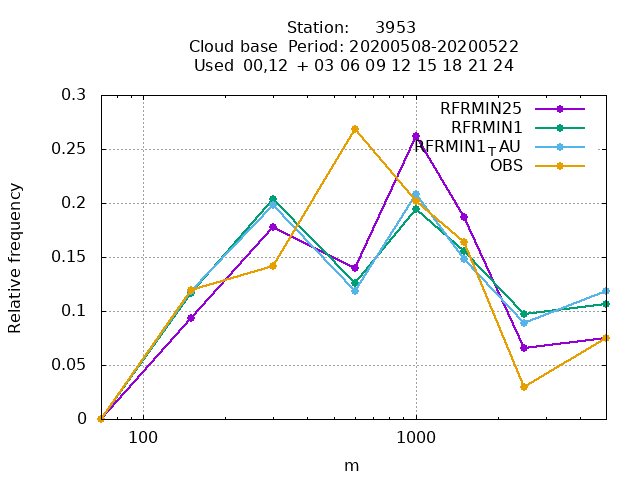 Station: 3953
Cloud base Period: 20200508-20200522
Used 00,12 + 03 06 09 12 15 18 21 24
0.3
0.25
0.2
0.15
0.1
0.05
0
Relative frequency
RFRMIN25
RFRMIN1
RFRMIN1TAU
OBS
100
1000
m